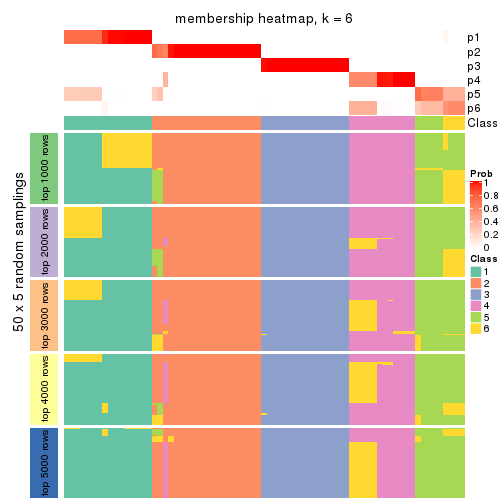 membership heatmap, k = 6
p1
p2
p3
p4
p5
p6
Class
50 x 5 random samplings
top 1000 rows
top 2000 rows
top 3000 rows
top 4000 rows
top 5000 rows
Prob
1
0.8
0.6
0.4
0.2
0
Class
1
2
3
4
5
6